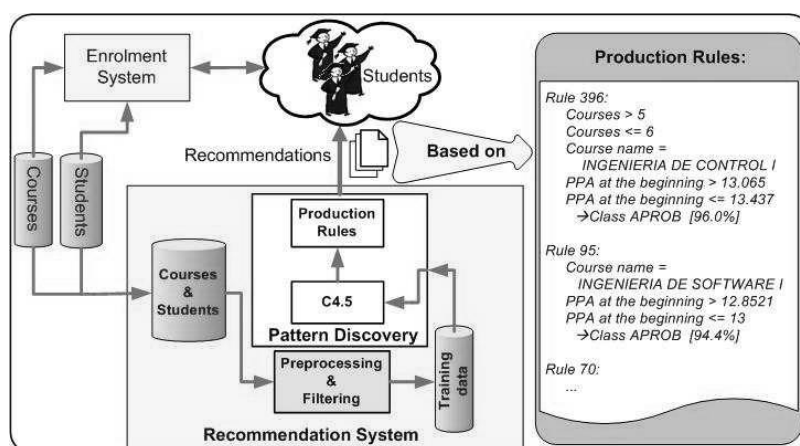 Enrolment
System
Students
Courses
Students
Recommendations
Based on
Production
Rules
C4.5
Pattern Discovery
Courses
&
Students
Preprocessing
&
Filtering
Training
data
Recommendation System
Production Rules:
Rule 396:
Courses > 5
Courses <= 6
Course name =
INGENIERIA DE CONTROL I
PPA at the beginning > 13.065
PPA at the beginning <= 13.437
→Class APROB [96.0%]
Rule 95:
Course name =
INGENIERIA DE SOFTWARE I
PPA at the beginning > 12.8521
PPA at the beginning <= 13
→Class APROB [94.4%]
Rule 70:
...